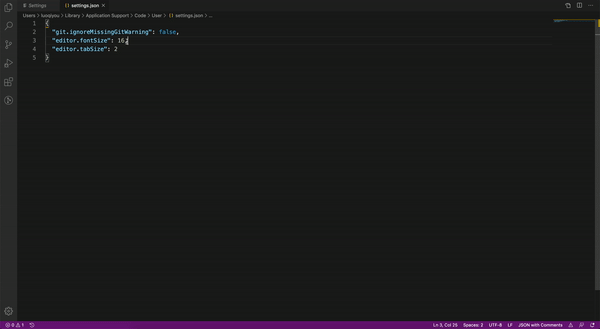 Settings
{} settings.json ×
Users > luoqiyou > Library > Application Support > Code > User > {} settings.json > ...
1 {
2 "git.ignoreMissingGitWarning": false,
3 "editor.fontSize": 16,
4 "editor.tabSize": 2
5 }
0 1 Ln 3, Col 25 Spaces: 2 UTF-8 LF JSON with Comments